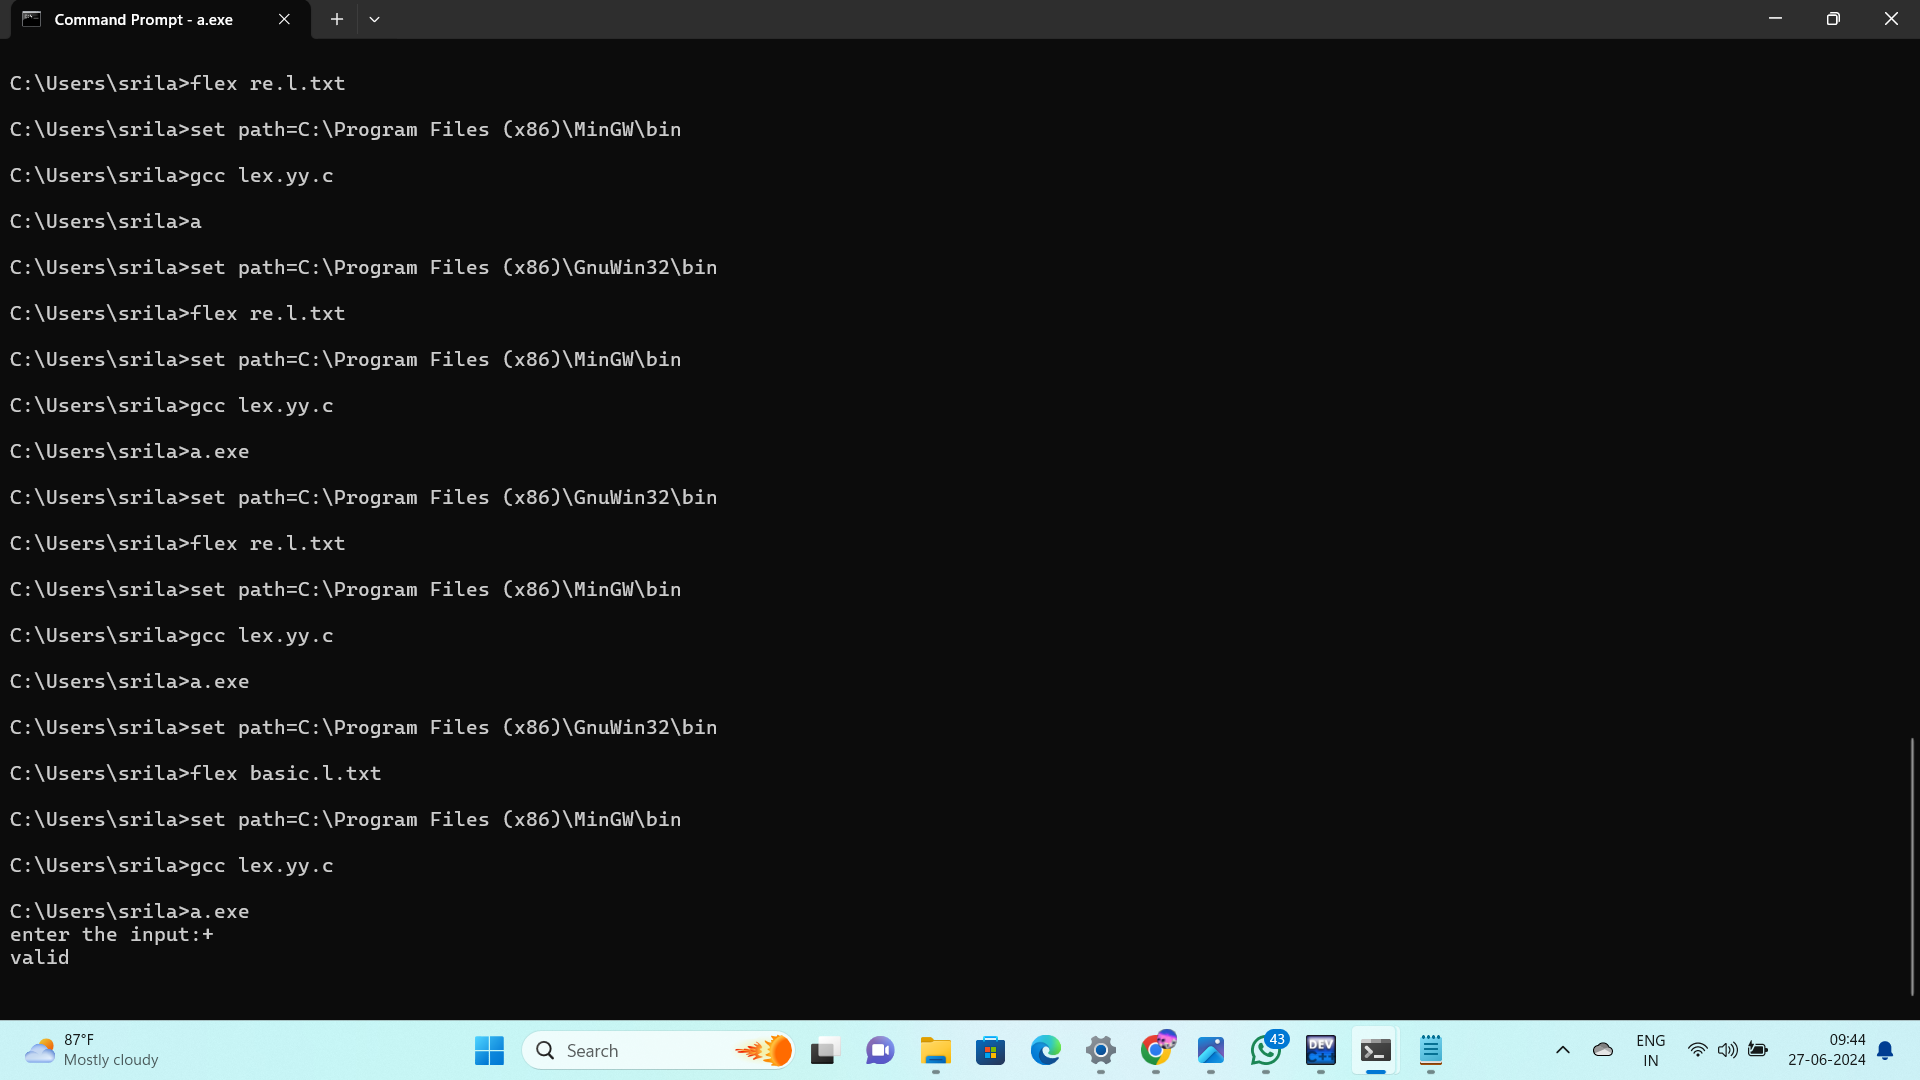 Command Prompt - a.exe
C:\Users\srila>flex re.l.txt
C:\Users\srila>set path=C:\Program Files (x86)\MinGW\bin
C:\Users\srila>gcc lex.yy.c
C:\Users\srila>a
C:\Users\srila>set path=C:\Program Files (x86)\GnuWin32\bin
C:\Users\srila>flex re.l.txt
C:\Users\srila>set path=C:\Program Files (x86)\MinGW\bin
C:\Users\srila>gcc lex.yy.c
C:\Users\srila>a.exe
C:\Users\srila>set path=C:\Program Files (x86)\GnuWin32\bin
C:\Users\srila>flex re.l.txt
C:\Users\srila>set path=C:\Program Files (x86)\MinGW\bin
C:\Users\srila>gcc lex.yy.c
C:\Users\srila>a.exe
C:\Users\srila>set path=C:\Program Files (x86)\GnuWin32\bin
C:\Users\srila>flex basic.l.txt
C:\Users\srila>set path=C:\Program Files (x86)\MinGW\bin
C:\Users\srila>gcc lex.yy.c
C:\Users\srila>a.exe
enter the input:+
valid
87°F
Mostly cloudy
Search
43
DEV
ENG
IN
09:44
27-06-2024